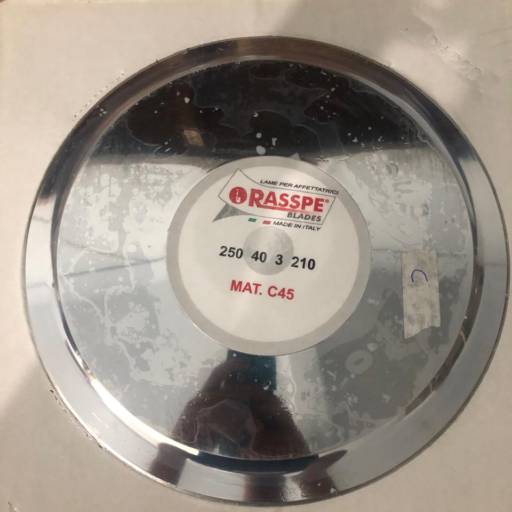 LAME PER AFFETTATRICI
RASSPE®
BLADES
MADE IN ITALY
250 40 3 210
MAT. C45